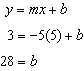 y = mx + b
3 = −5(5) + b
28 = b